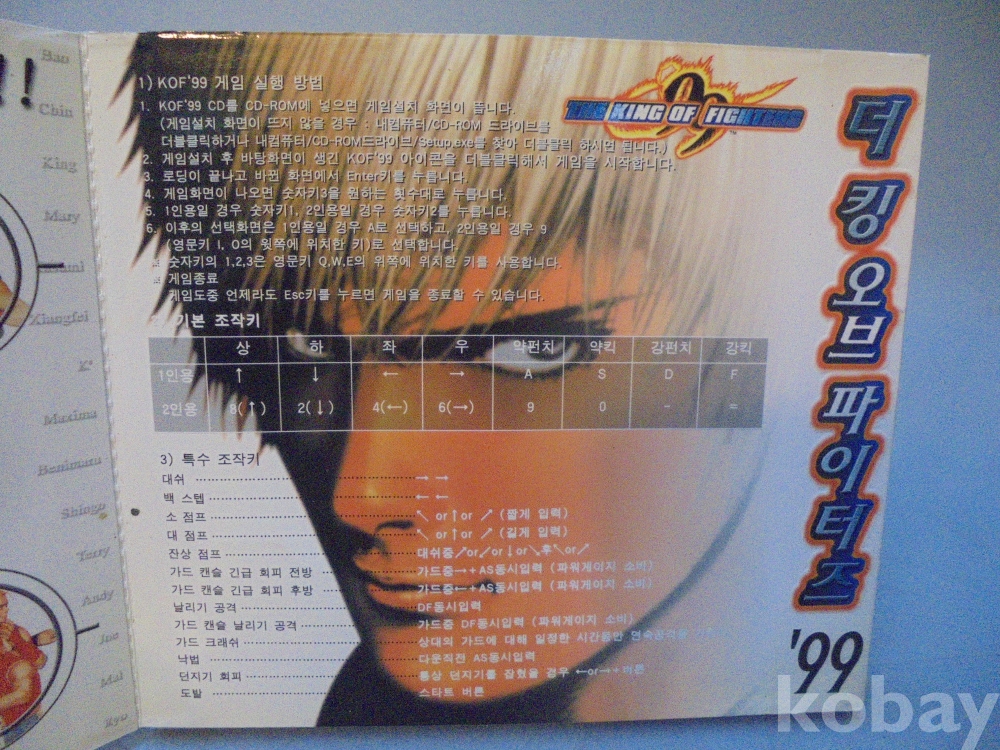 !
Bao
Chin
King
Mary
Xiangfei
K'
Maxima
Benimaru
Shingo
Terry
Andy
Joe
Mai
Kyo
THE KING OF FIGHTERS
99
더 킹 오브 파이터즈 '99
1) KOF'99 게임 실행 방법
1. KOF'99 CD를 CD-ROM에 넣으면 게임설치 화면이 뜹니다.
(게임설치 화면이 뜨지 않을 경우 : 내컴퓨터/CD-ROM 드라이브를
더블클릭하거나 내컴퓨터/CD-ROM드라이브/Setup.exe를 찾아 더블클릭 하시면 됩니다.)
2. 게임설치 후 바탕화면이 생긴 KOF'99 아이콘을 더블클릭해서 게임을 시작합니다.
3. 로딩이 끝나고 바뀐 화면에서 Enter키를 누릅니다.
4. 게임화면이 나오면 숫자키3을 원하는 횟수대로 누릅니다.
5. 1인용일 경우 숫자키1, 2인용일 경우 숫자키2를 누릅니다.
6. 이후의 선택화면은 1인용일 경우 A로 선택하고, 2인용일 경우 9
(영문키 I, O의 윗쪽에 위치한 키)로 선택합니다.
※ 숫자키의 1,2,3은 영문키 Q,W,E의 위쪽에 위치한 키를 사용합니다.
※ 게임종료
게임도중 언제라도 Esc키를 누르면 게임을 종료할 수 있습니다.
기본 조작키
상 하 좌 우 약펀치 약킥 강펀치 강킥
1인용 ↑ ↓ ← → A S D F
2인용 8(↑) 2(↓) 4(←) 6(→) 9 0 - =
3) 특수 조작키
대쉬 → →
백 스텝 ← ←
소 점프 ↖ or↑or ↗ (짧게 입력)
대 점프 ↖ or↑or ↗ (길게 입력)
잔상 점프 대쉬중↗or↙or↓or↘후↖or↗
가드 캔슬 긴급 회피 전방 가드중→+AS동시입력 (파워게이지 소비)
가드 캔슬 긴급 회피 후방 가드중←+AS동시입력 (파워게이지 소비)
날리기 공격 DF동시입력
가드 캔슬 날리기 공격 가드중 DF동시입력 (파워게이지 소비)
가드 크래쉬 상대의 가드에 대해 일정한 시간동안 연속공격을
낙법 다운직전 AS동시입력
던지기 회피 통상 던지기를 잡혔을 경우 ←or→+버튼
도발 스타트 버튼
kobay